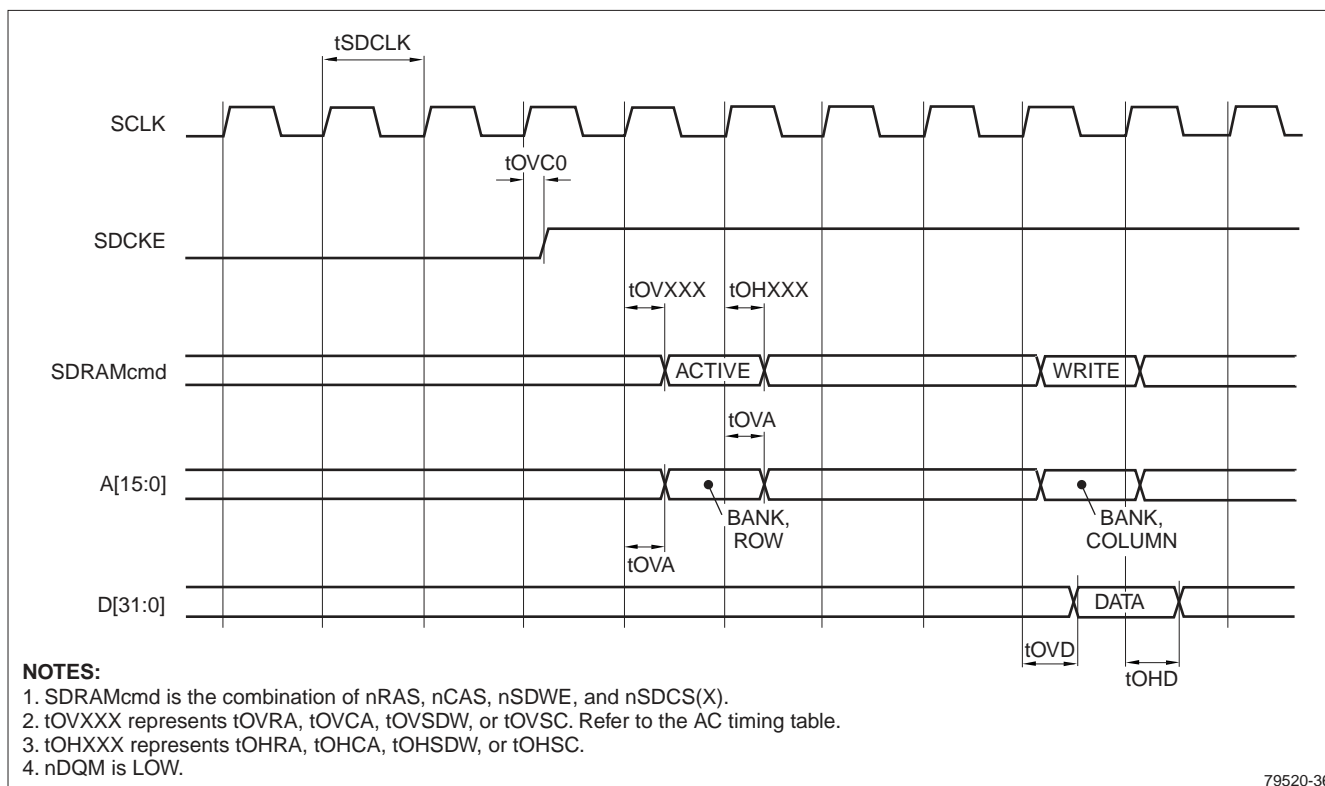 tSDCLK
SCLK
tOVC0
SDCKE
tOVXXX
tOHXXX
SDRAMcmd
ACTIVE
WRITE
tOVA
A[15:0]
BANK,
ROW
BANK,
COLUMN
tOVA
D[31:0]
DATA
tOVD
tOHD
NOTES:
1. SDRAMcmd is the combination of nRAS, nCAS, nSDWE, and nSDCS(X).
2. tOVXXX represents tOVRA, tOVCA, tOVSDW, or tOVSC. Refer to the AC timing table.
3. tOHXXX represents tOHRA, tOHCA, tOHSDW, or tOHSC.
4. nDQM is LOW.
79520-36